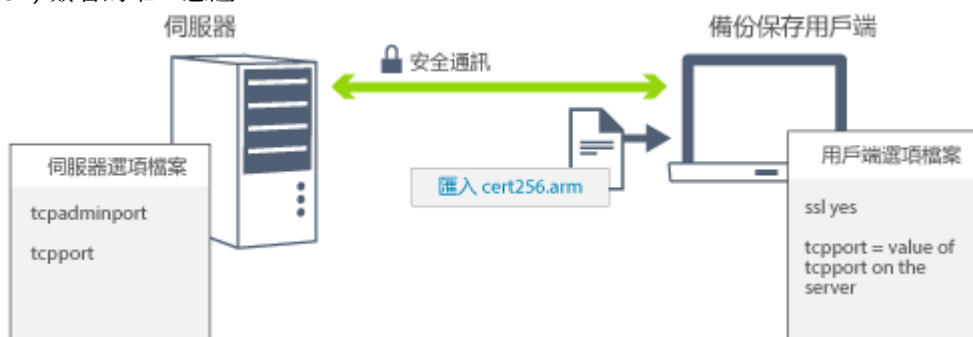 伺服器
備份保存用戶端
安全通訊
伺服器選項檔案
tcpadminport
tcpport
匯入 cert256.arm
用戶端選項檔案
ssl yes
tcpport = value of
tcpport on the
server